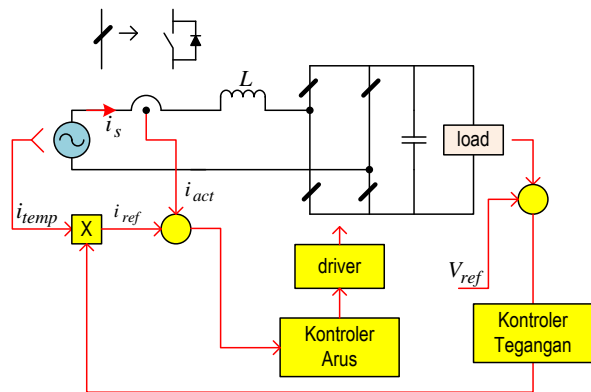 L
i_s
load
i_act
i_temp
X
i_ref
driver
V_ref
Kontroler
Arus
Kontroler
Tegangan